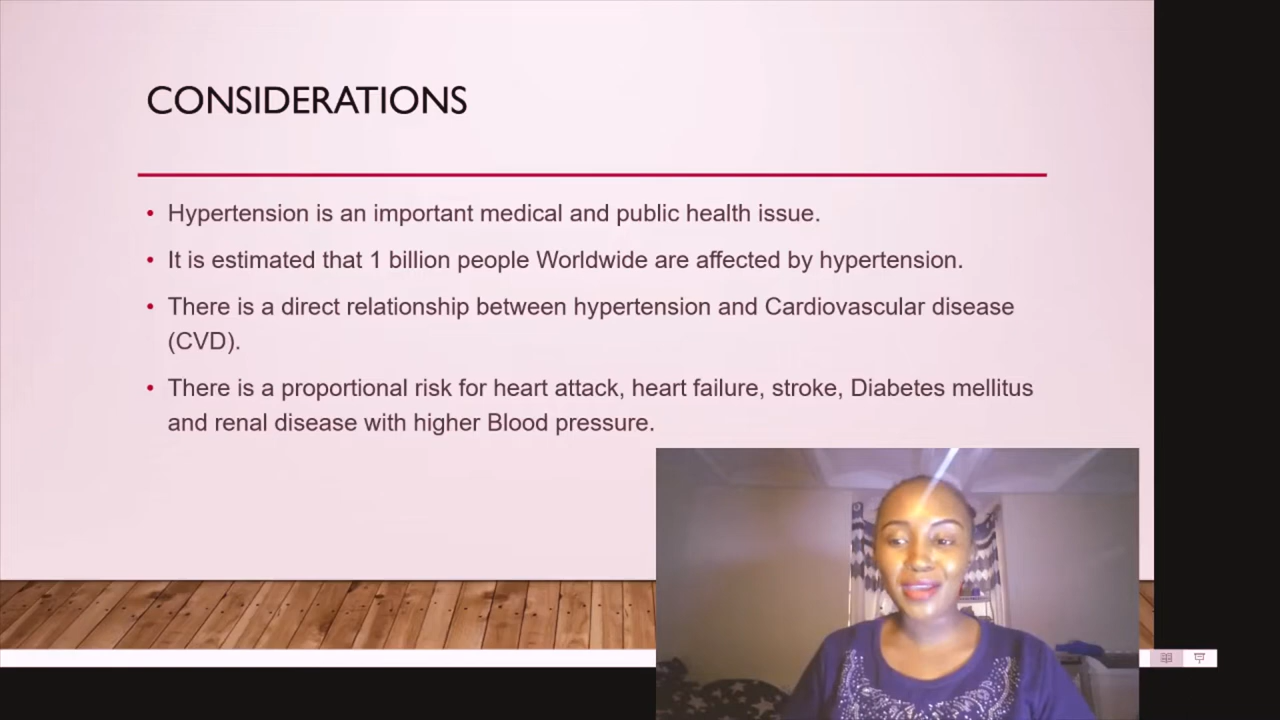 CONSIDERATIONS
• Hypertension is an important medical and public health issue.
• It is estimated that 1 billion people Worldwide are affected by hypertension.
• There is a direct relationship between hypertension and Cardiovascular disease
(CVD).
• There is a proportional risk for heart attack, heart failure, stroke, Diabetes mellitus
and renal disease with higher Blood pressure.